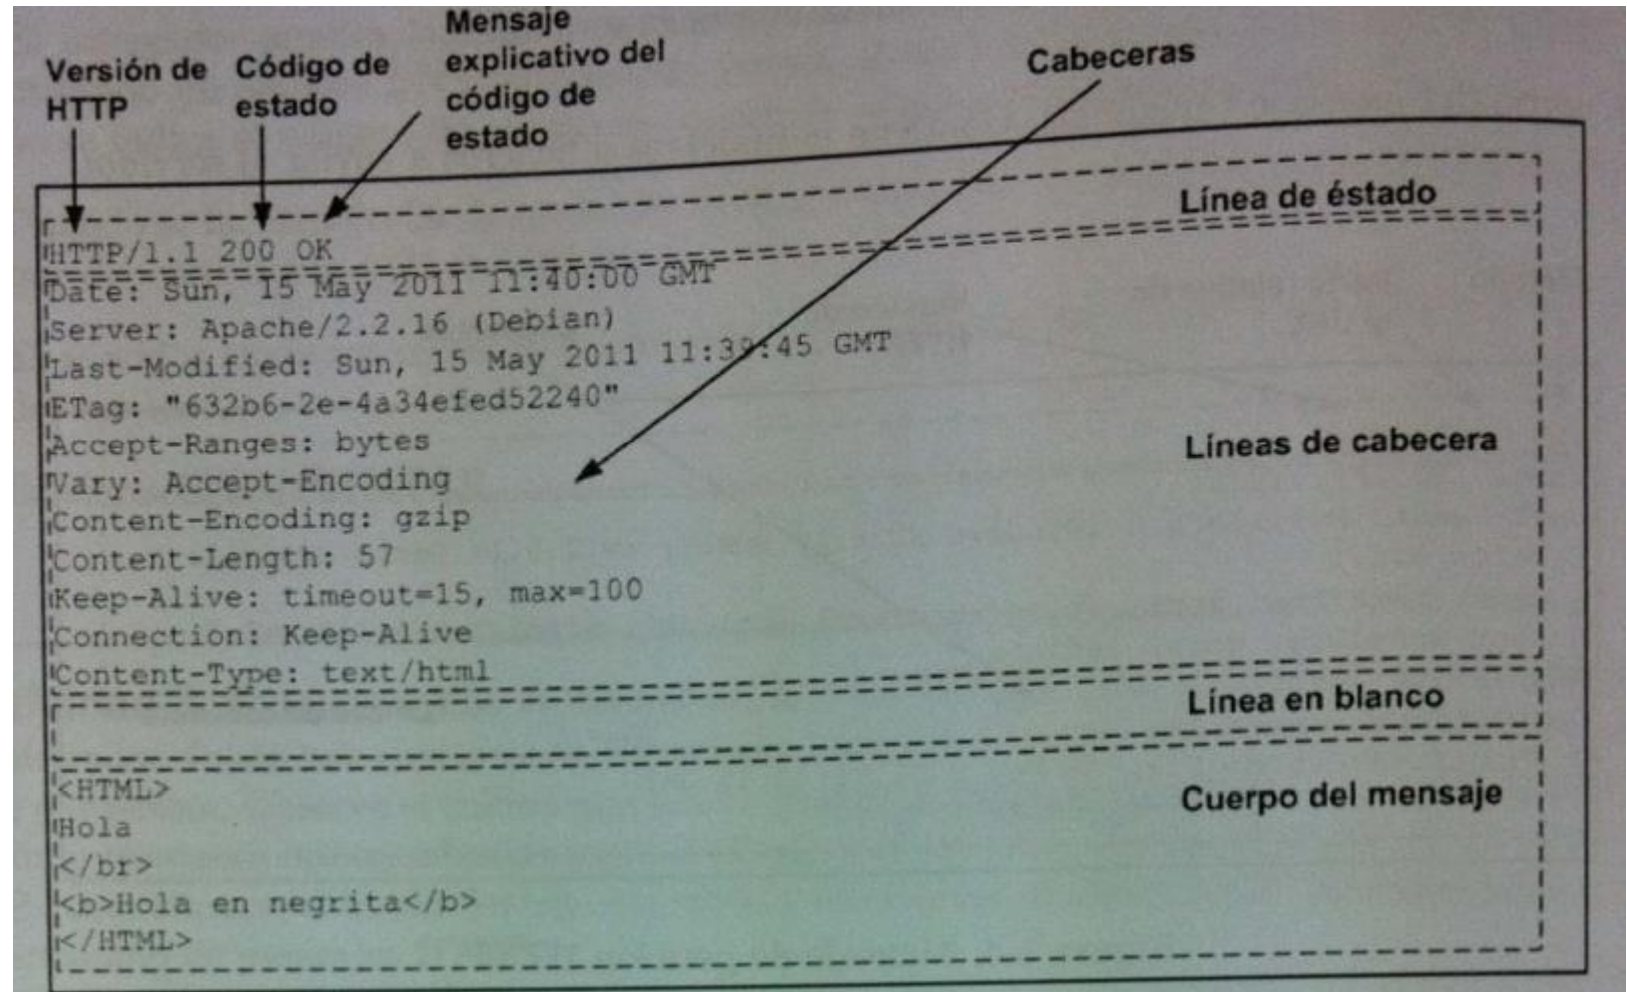 Versión de HTTP
Código de estado
Mensaje explicativo del código de estado
Cabeceras
Línea de éstado
HTTP/1.1 200 OK
Date: Sun, 15 May 2011 11:40:00 GMT
Server: Apache/2.2.16 (Debian)
Last-Modified: Sun, 15 May 2011 11:39:45 GMT
ETag: "632b6-2e-4a34efed52240"
Accept-Ranges: bytes
Vary: Accept-Encoding
Content-Encoding: gzip
Content-Length: 57
Keep-Alive: timeout=15, max=100
Connection: Keep-Alive
Content-Type: text/html
Líneas de cabecera
Línea en blanco
<HTML>
Hola
</br>
<b>Hola en negrita</b>
</HTML>
Cuerpo del mensaje